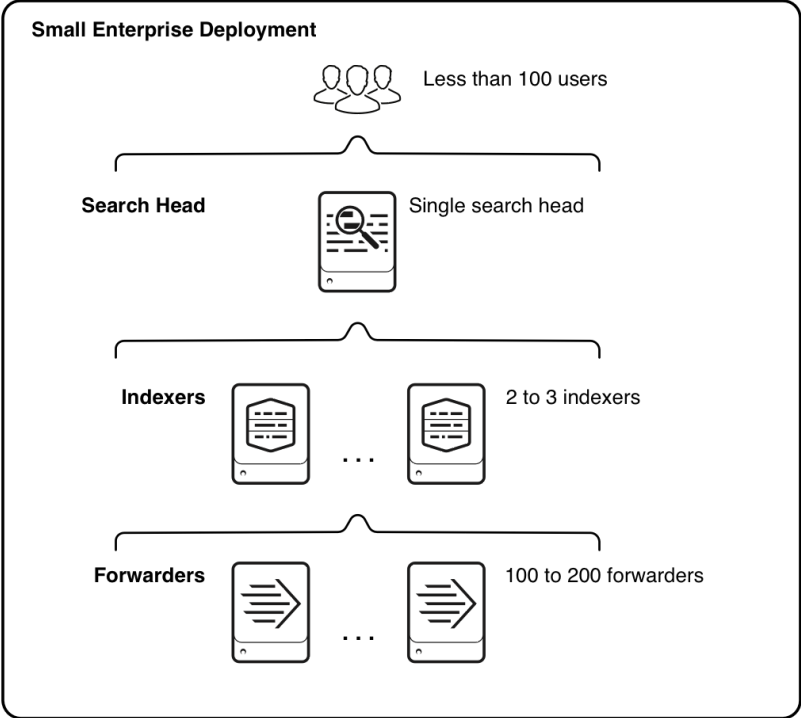 Small Enterprise Deployment
Less than 100 users
Search Head
Single search head
Indexers
2 to 3 indexers
. . .
Forwarders
100 to 200 forwarders
. . .